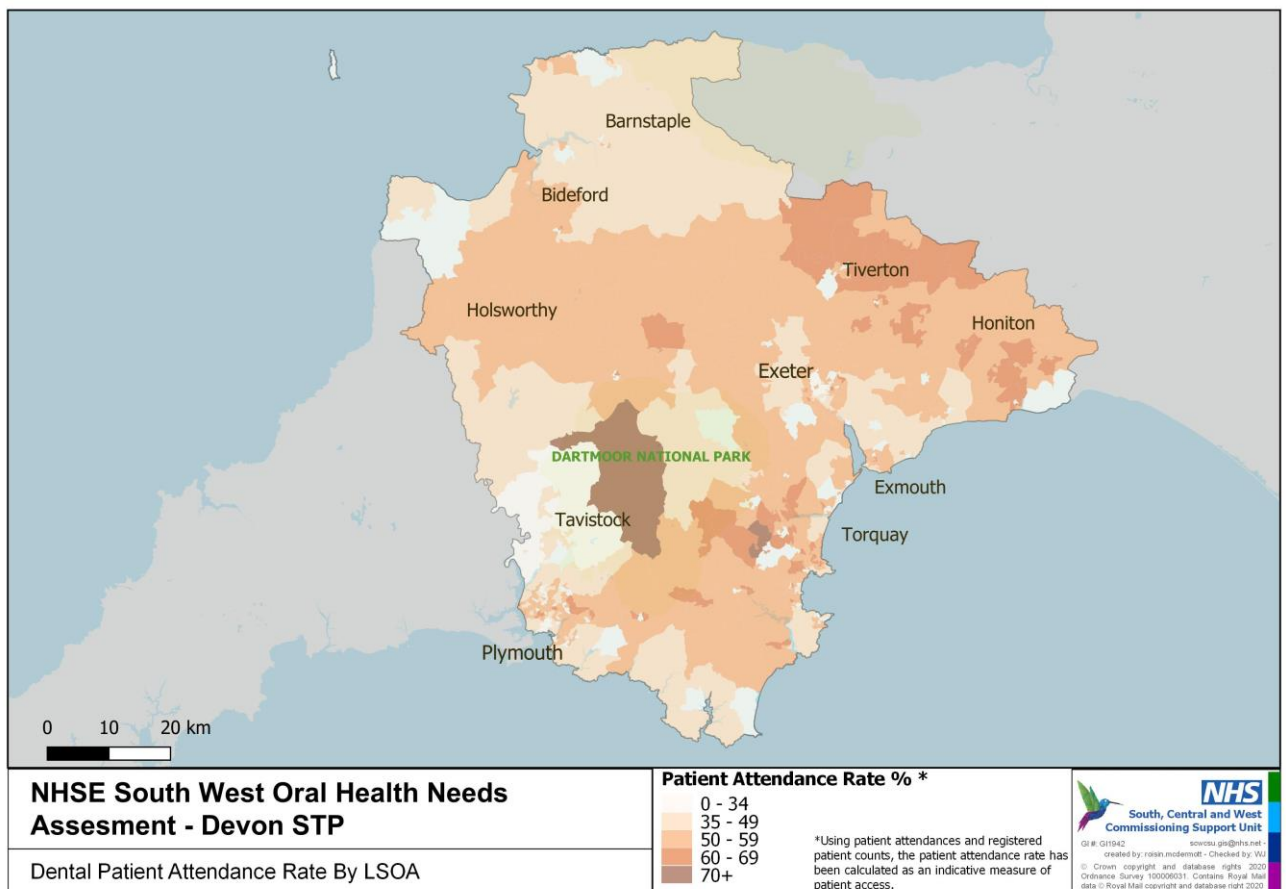 Barnstaple
Bideford
Tiverton
Holsworthy
Honiton
Exeter
DARTMOOR NATIONAL PARK
Exmouth
Tavistock
Torquay
Plymouth
0 10 20 km
NHSE South West Oral Health Needs
Assesment - Devon STP
Dental Patient Attendance Rate By LSOA
Patient Attendance Rate % *
0 - 34
35 - 49
50 - 59
60 - 69
70+
*Using patient attendances and registered
patient counts, the patient attendance rate has
been calculated as an indicative measure of
patient access.
NHS
South, Central and West
Commissioning Support Unit
GI #: GI1942 scwcsu.gis@nhs.net -
created by: roisin.mcdermott - Checked by: WJ
© Crown copyright and database rights 2020
Ordnance Survey 100006031. Contains Royal Mail
data © Royal Mail copyright and database right 2020